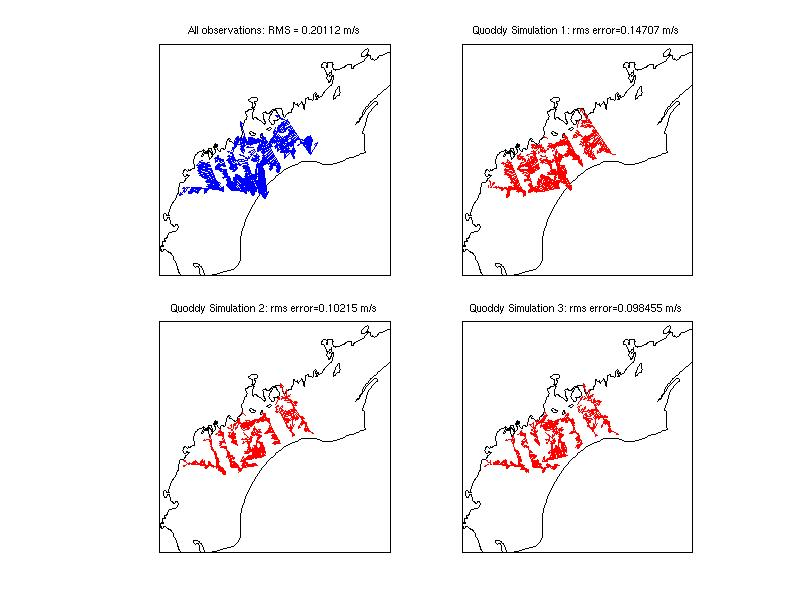 All observations: RMS = 0.20112 m/s
Quoddy Simulation 1: rms error=0.14707 m/s
Quoddy Simulation 2: rms error=0.10215 m/s
Quoddy Simulation 3: rms error=0.098455 m/s